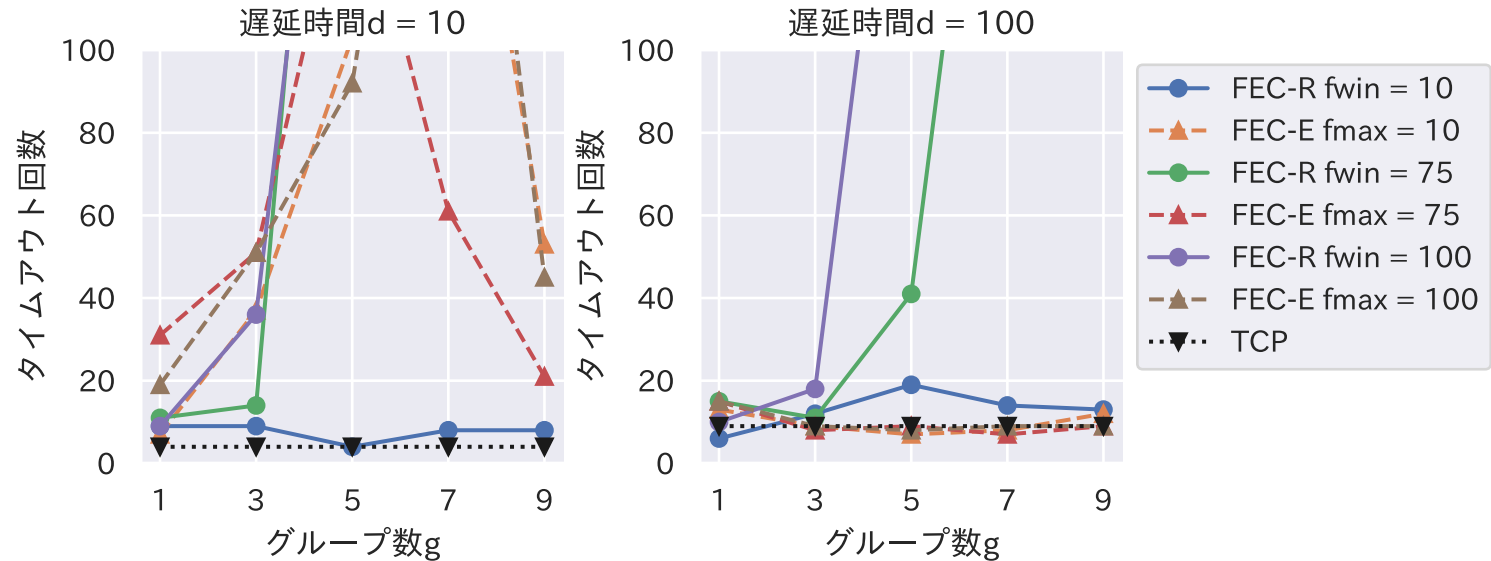 遅延時間d = 10
100
80
60
40
20
0
タイムアウト回数
1 3 5 7 9
グループ数g
遅延時間d = 100
100
80
60
40
20
0
タイムアウト回数
1 3 5 7 9
グループ数g
FEC-R fwin = 10
FEC-E fmax = 10
FEC-R fwin = 75
FEC-E fmax = 75
FEC-R fwin = 100
FEC-E fmax = 100
TCP